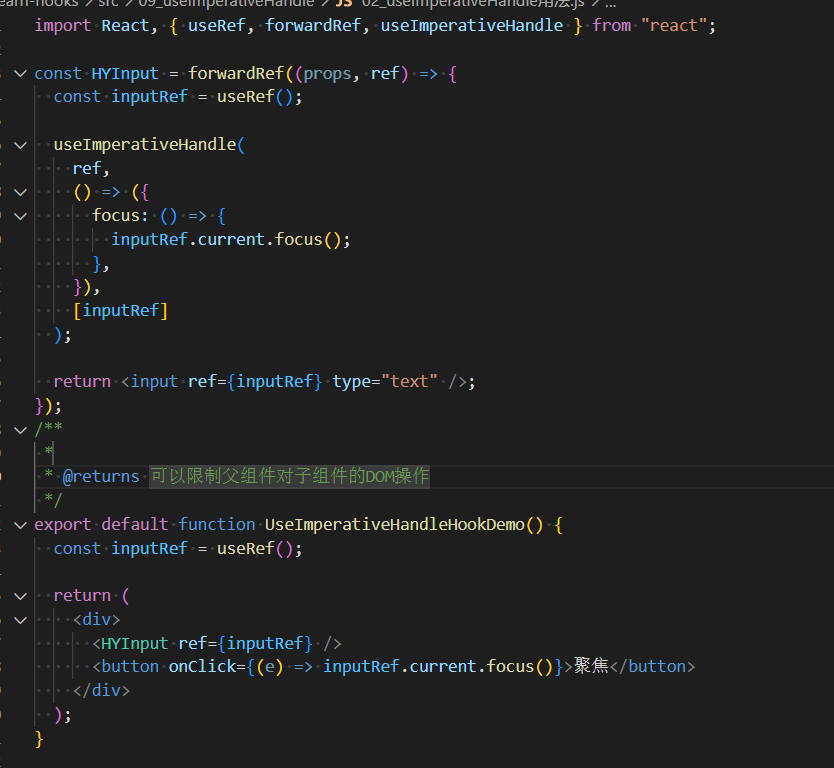 earn-hooks > src > 09_useImperativeHandle > JS 02_useImperativeHandle用法.js > ...
import React, { useRef, forwardRef, useImperativeHandle } from "react";
const HYInput = forwardRef((props, ref) => {
const inputRef = useRef();
useImperativeHandle(
ref,
() => ({
focus: () => {
inputRef.current.focus();
},
}),
[inputRef]
);
return <input ref={inputRef} type="text" />;
});
/**
*
* @returns 可以限制父组件对子组件的DOM操作
*/
export default function UseImperativeHandleHookDemo() {
const inputRef = useRef();
return (
<div>
<HYInput ref={inputRef} />
<button onClick={(e) => inputRef.current.focus()}>聚焦</button>
</div>
);
}